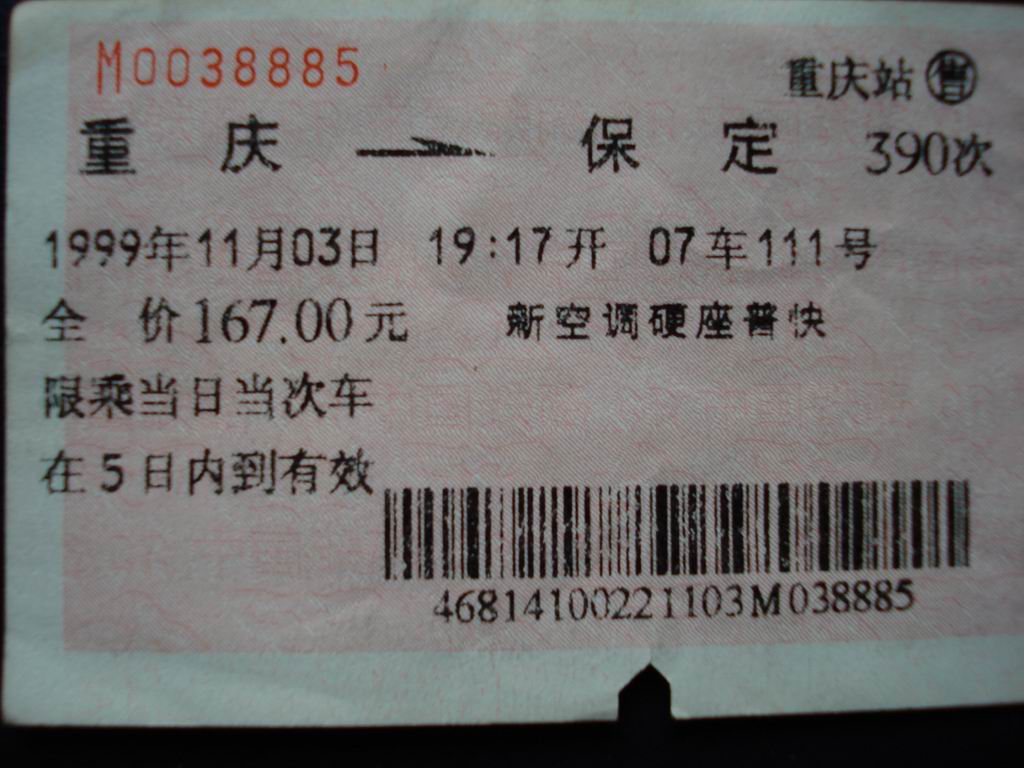 M0038885
重庆站 售
重庆 → 保定 390次
1999年11月03日 19:17开 07车111号
全 价167.00元 新空调硬座普快
限乘当日当次车
在5日内到有效
46814100221103M038885